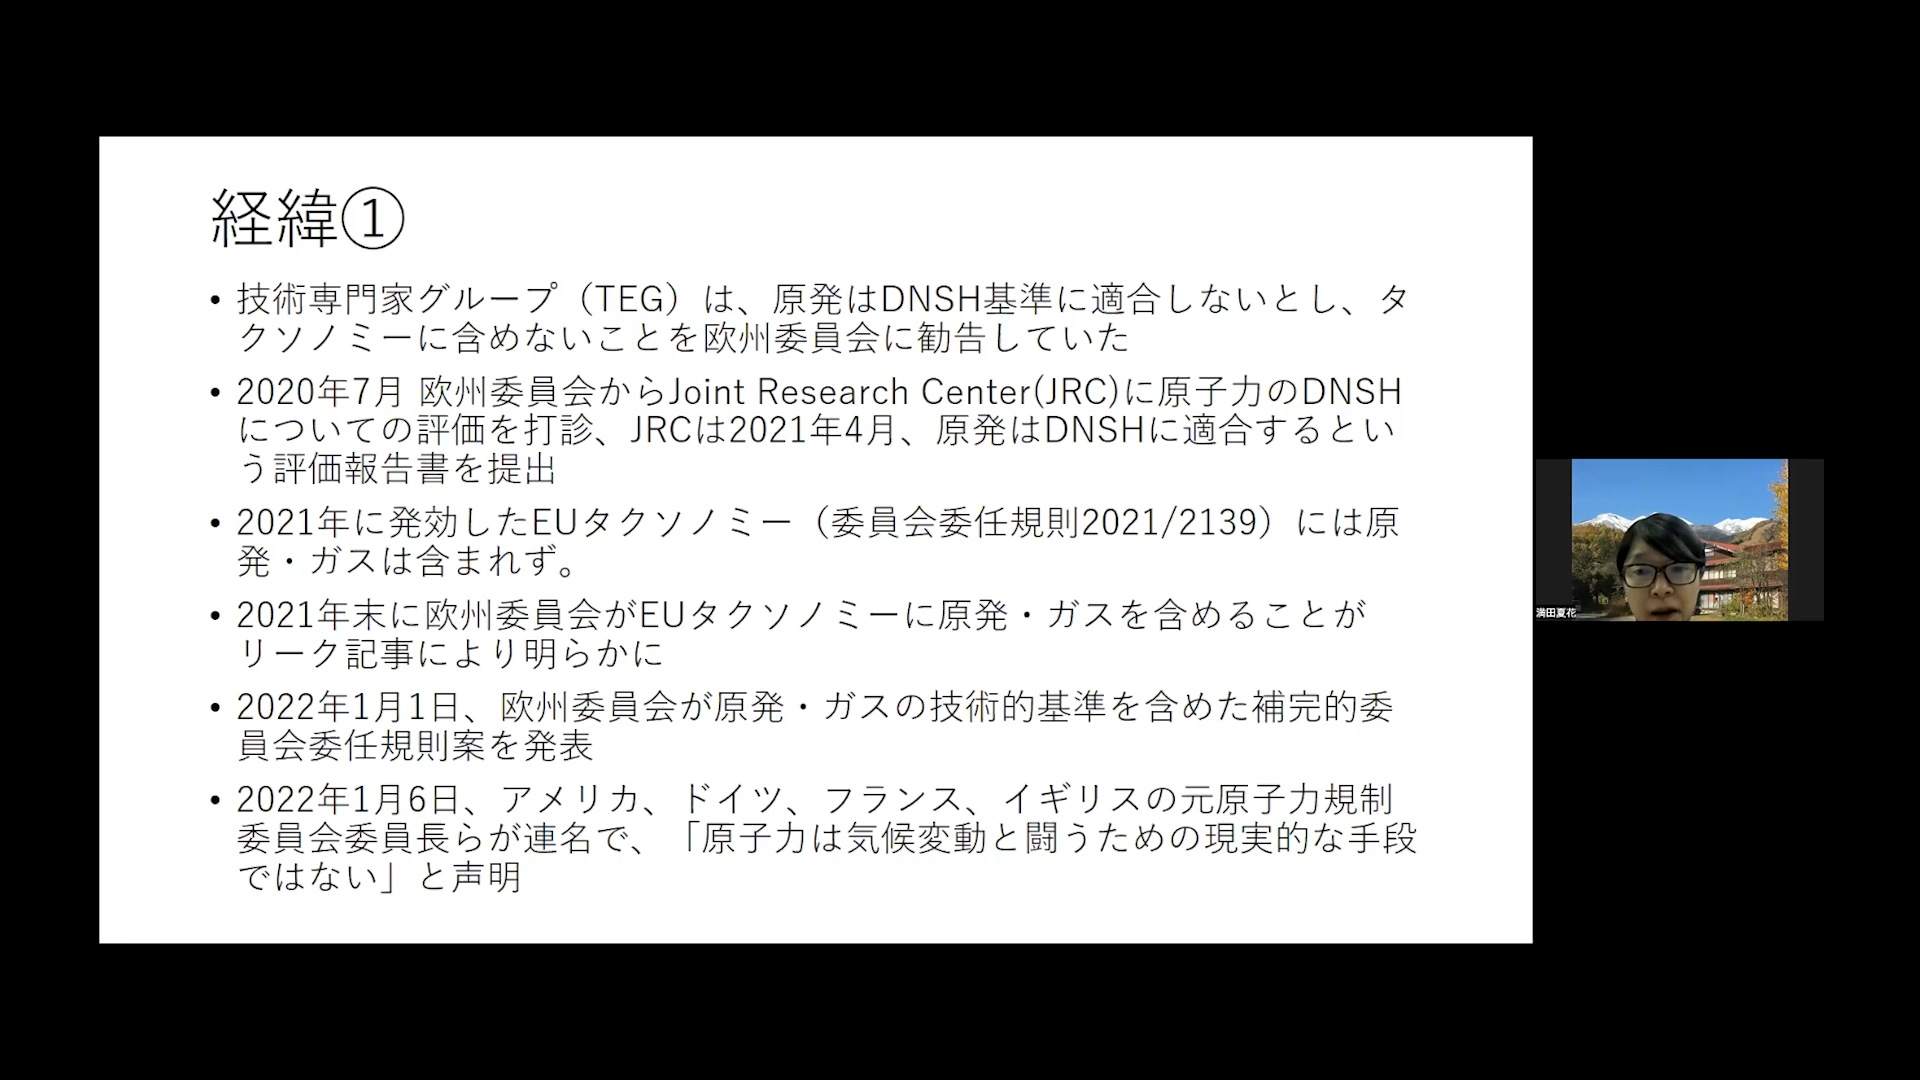 経緯①
• 技術専門家グループ（TEG）は、原発はDNSH基準に適合しないとし、タ
クソノミーに含めないことを欧州委員会に勧告していた
• 2020年7月 欧州委員会からJoint Research Center(JRC)に原子力のDNSH
についての評価を打診、JRCは2021年4月、原発はDNSHに適合するとい
う評価報告書を提出
• 2021年に発効したEUタクソノミー（委員会委任規則2021/2139）には原
発・ガスは含まれず。
• 2021年末に欧州委員会がEUタクソノミーに原発・ガスを含めることが
リーク記事により明らかに
• 2022年1月1日、欧州委員会が原発・ガスの技術的基準を含めた補完的委
員会委任規則案を発表
• 2022年1月6日、アメリカ、ドイツ、フランス、イギリスの元原子力規制
委員会委員長らが連名で、「原子力は気候変動と闘うための現実的な手段
ではない」と声明
満田夏花